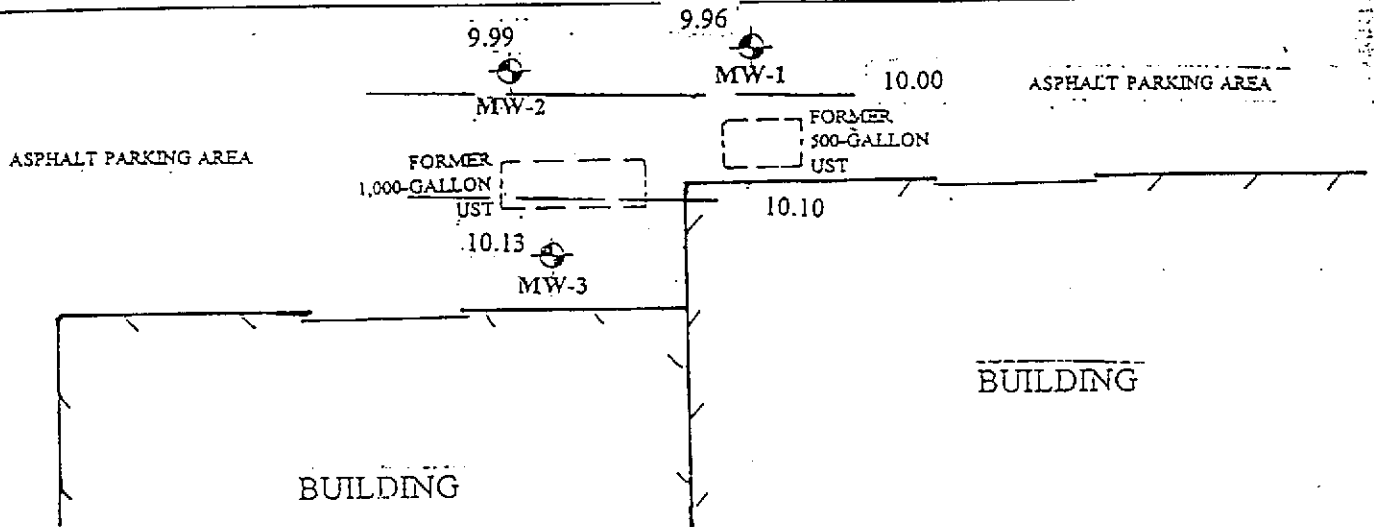 9.96
9.99
MW-1
MW-2
10.00
ASPHALT PARKING AREA
FORMER
500-GALLON
UST
ASPHALT PARKING AREA
FORMER
1,000-GALLON
UST
10.10
10.13
MW-3
BUILDING
BUILDING